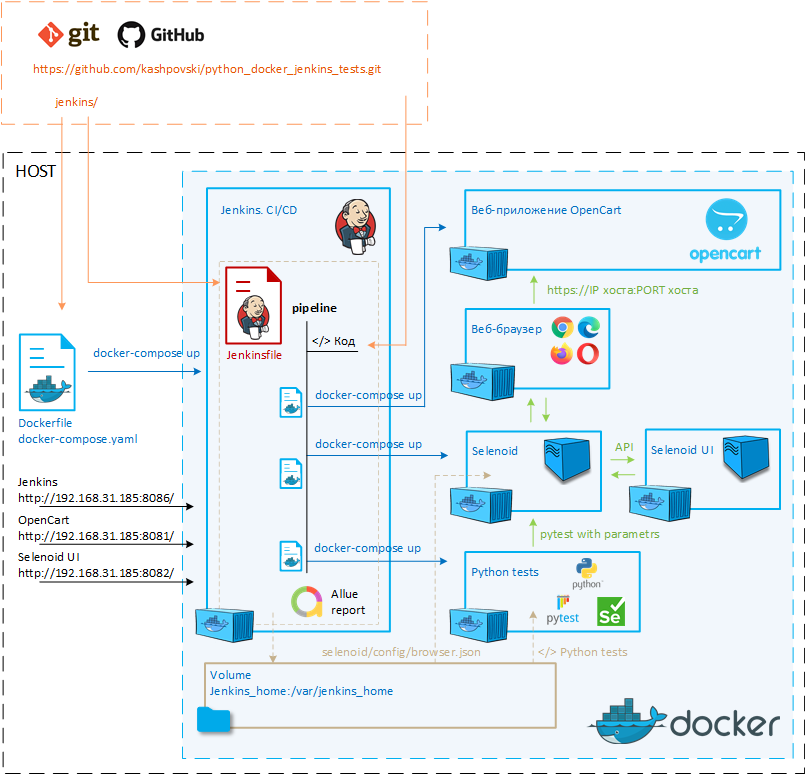 git
GitHub
https://github.com/kashpovski/python_docker_jenkins_tests.git
jenkins/
HOST
Jenkins. CI/CD
Jenkinsfile
pipeline
</> Код
docker-compose up
Dockerfile
docker-compose.yaml
docker-compose up
docker-compose up
docker-compose up
Allue
report
Jenkins
http://192.168.31.185:8086/
OpenCart
http://192.168.31.185:8081/
Selenoid UI
http://192.168.31.185:8082/
Веб-приложение OpenCart
opencart
https://IP хоста:PORT хоста
Веб-браузер
Selenoid
API
Selenoid UI
pytest with parametrs
Python tests
python
pytest
Se
selenoid/config/browser.json
</> Python tests
Volume
Jenkins_home:/var/jenkins_home
docker